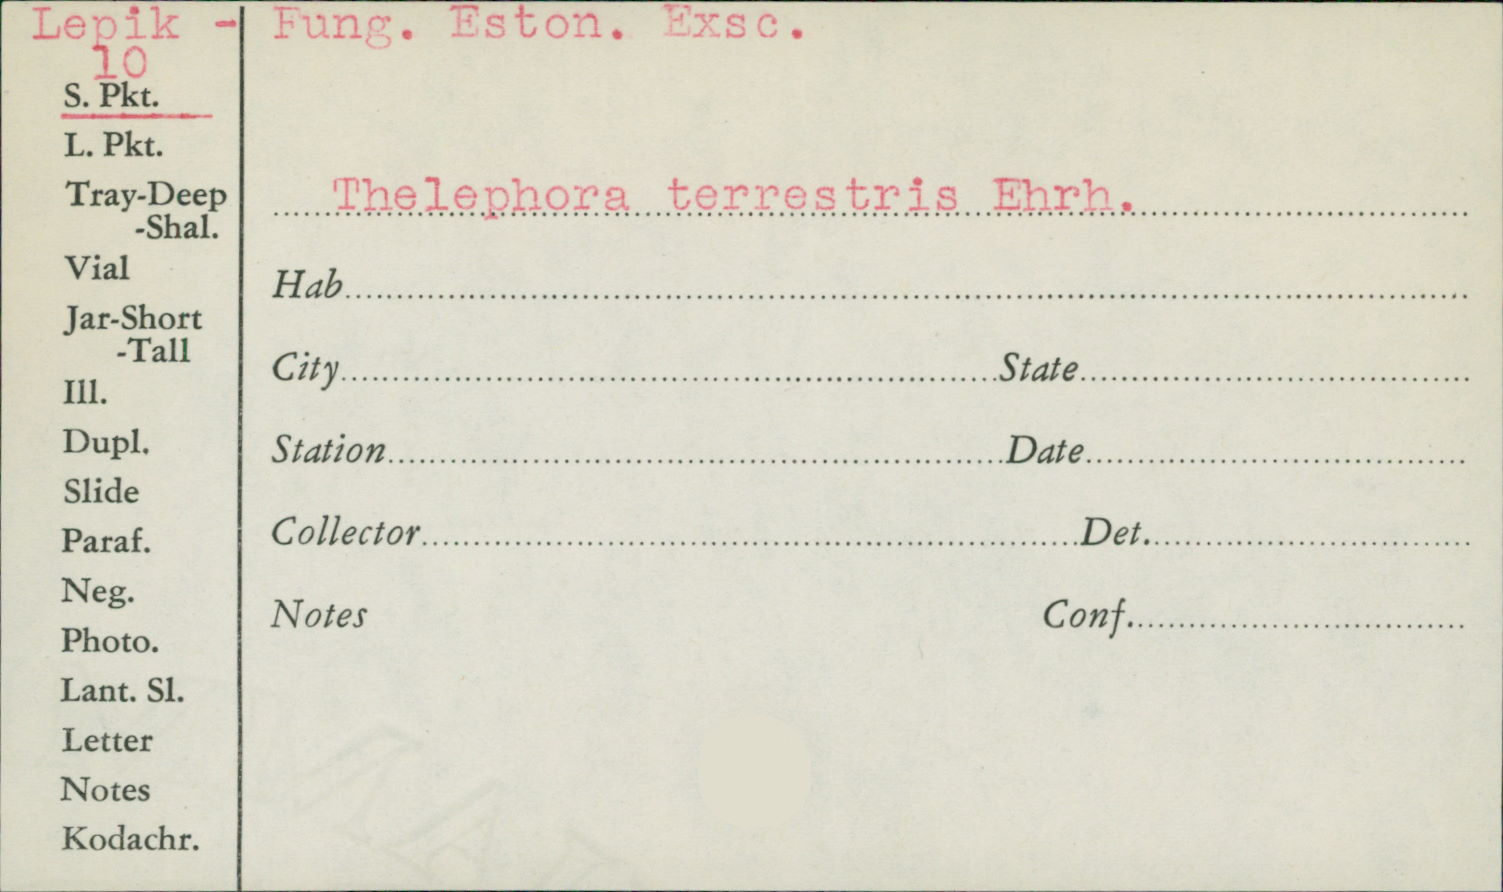 Lepik - Fung. Eston. Exsc.
10
S. Pkt.
L. Pkt.
Tray-Deep
-Shal.
Vial
Jar-Short
-Tall
Ill.
Dupl.
Slide
Paraf.
Neg.
Photo.
Lant. Sl.
Letter
Notes
Kodachr.
Thelephora terrestris Ehrh.
Hab
City State
Station Date
Collector Det.
Notes Conf.